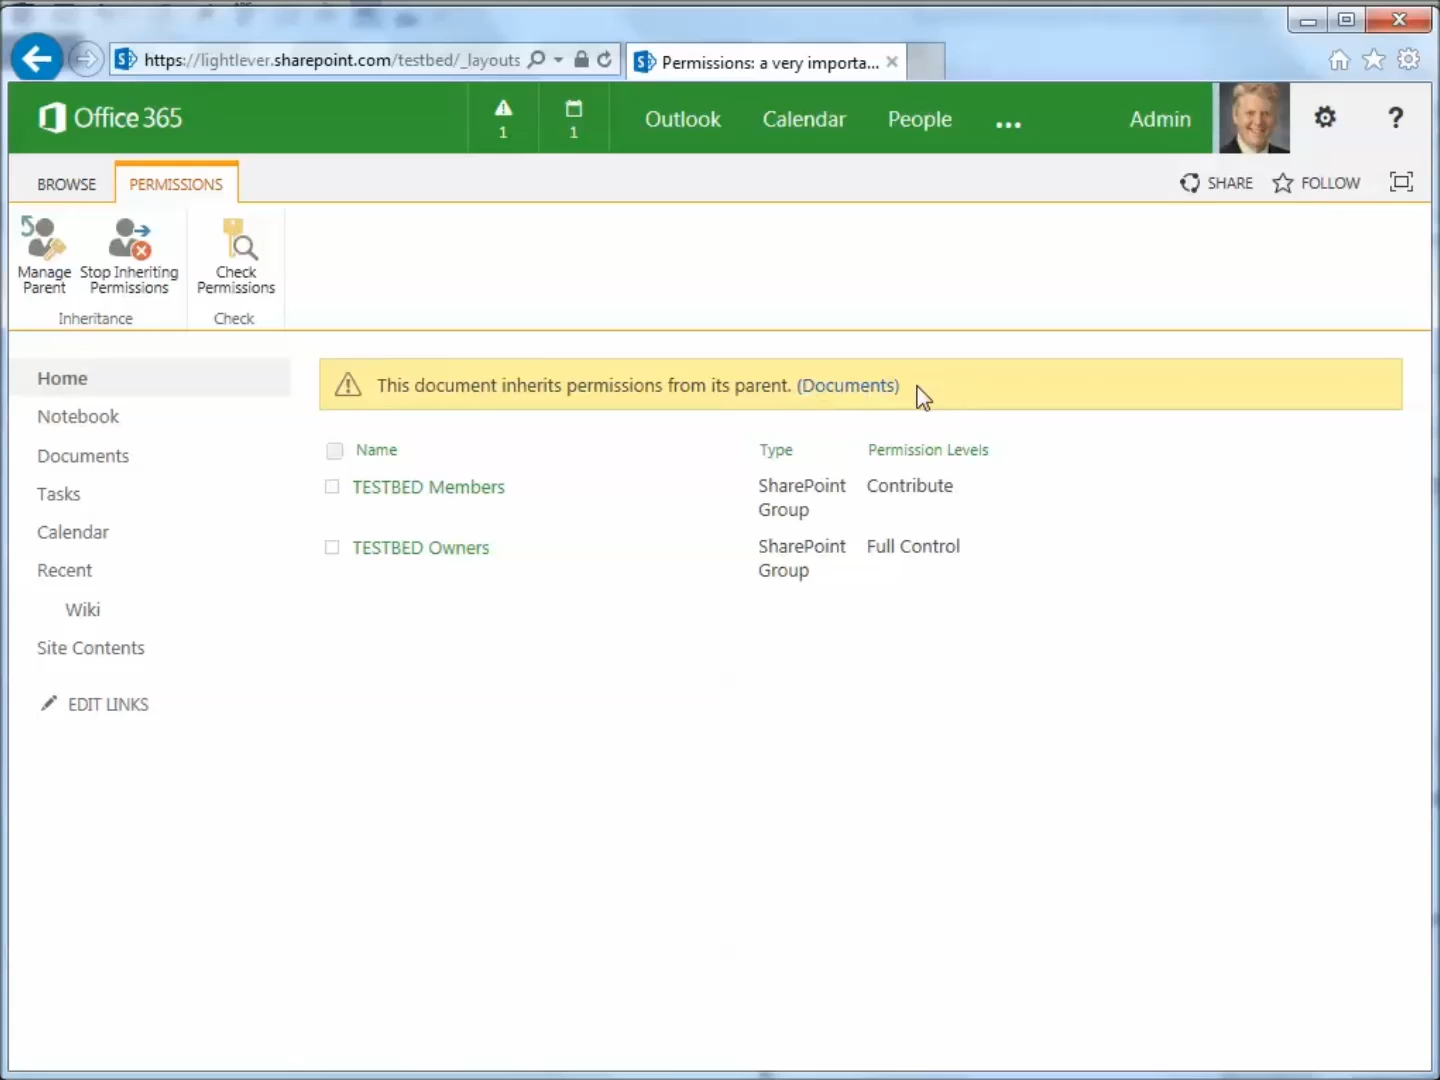 https://lightlever.sharepoint.com/testbed/_layouts
Permissions: a very importa...
Office 365
1
1
Outlook
Calendar
People
...
Admin
?
BROWSE
PERMISSIONS
SHARE
FOLLOW
Manage
Parent
Stop Inheriting
Permissions
Check
Permissions
Inheritance
Check
Home
Notebook
Documents
Tasks
Calendar
Recent
Wiki
Site Contents
EDIT LINKS
This document inherits permissions from its parent. (Documents)
Name
Type
Permission Levels
TESTBED Members
SharePoint
Group
Contribute
TESTBED Owners
SharePoint
Group
Full Control